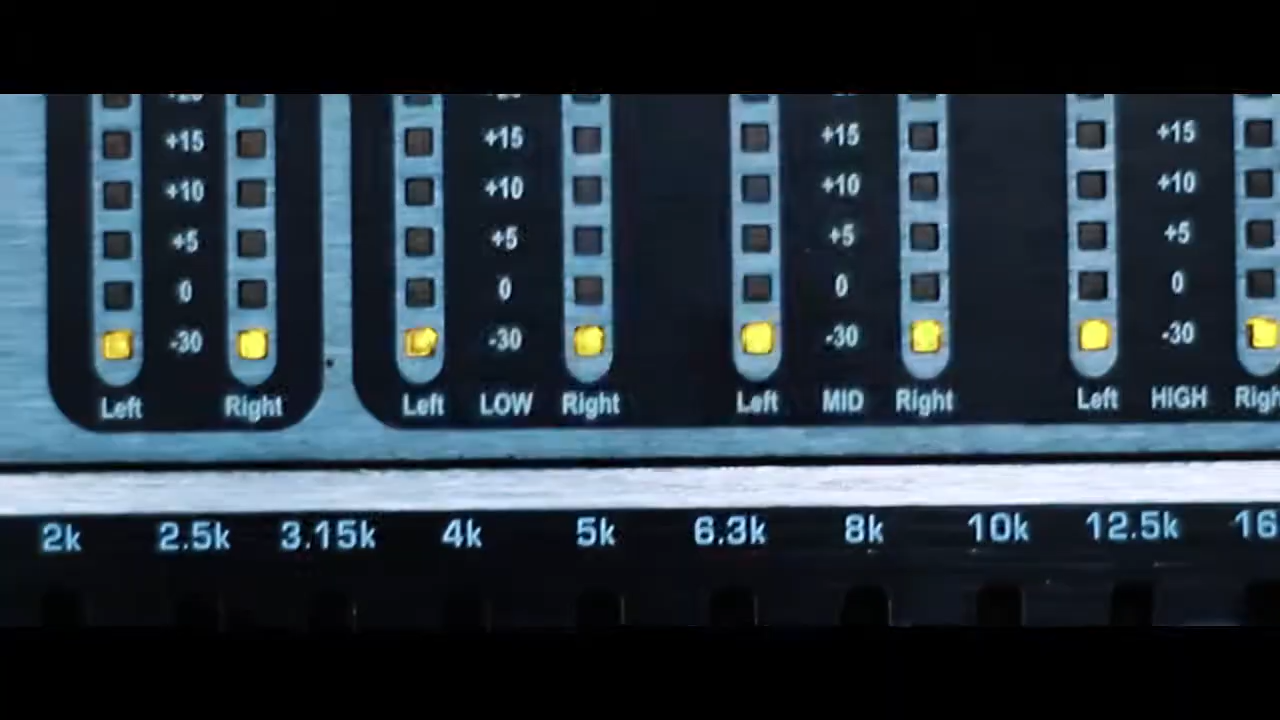 +20 +20
+15 +15 +15 +15
+10 +10 +10 +10
+5 +5 +5 +5
0 0 0 0
-30 -30 -30 -30
Left Right Left LOW Right Left MID Right Left HIGH
2k 2.5k 3.15k 4k 5k 6.3k 8k 10k 12.5k